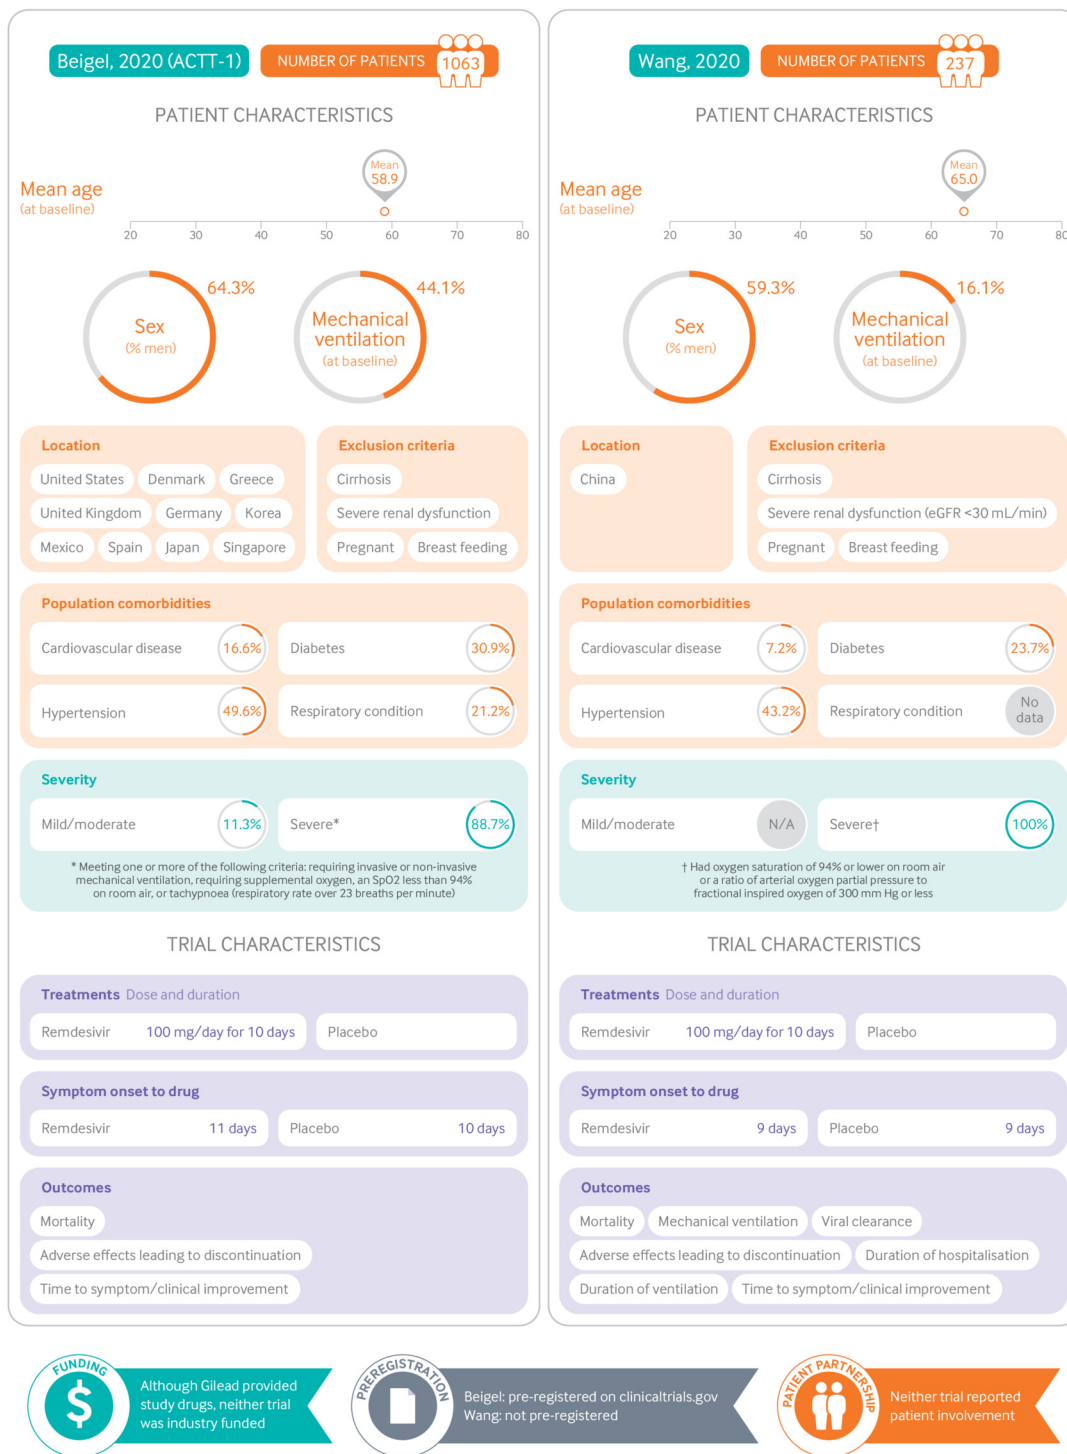 Beigel, 2020 (ACTT-1)
NUMBER OF PATIENTS
1063
PATIENT CHARACTERISTICS
Mean age
(at baseline)
Mean
58.9
20 30 40 50 60 70 80
Sex
(% men)
64.3%
Mechanical
ventilation
(at baseline)
44.1%
Location
United States Denmark Greece
United Kingdom Germany Korea
Mexico Spain Japan Singapore
Exclusion criteria
Cirrhosis
Severe renal dysfunction
Pregnant Breast feeding
Population comorbidities
Cardiovascular disease 16.6% Diabetes 30.9%
Hypertension 49.6% Respiratory condition 21.2%
Severity
Mild/moderate 11.3% Severe* 88.7%
* Meeting one or more of the following criteria: requiring invasive or non-invasive
mechanical ventilation, requiring supplemental oxygen, an SpO2 less than 94%
on room air, or tachypnoea (respiratory rate over 23 breaths per minute)
TRIAL CHARACTERISTICS
Treatments Dose and duration
Remdesivir 100 mg/day for 10 days Placebo
Symptom onset to drug
Remdesivir 11 days Placebo 10 days
Outcomes
Mortality
Adverse effects leading to discontinuation
Time to symptom/clinical improvement
Wang, 2020
NUMBER OF PATIENTS
237
PATIENT CHARACTERISTICS
Mean age
(at baseline)
Mean
65.0
20 30 40 50 60 70 80
Sex
(% men)
59.3%
Mechanical
ventilation
(at baseline)
16.1%
Location
China
Exclusion criteria
Cirrhosis
Severe renal dysfunction (eGFR <30 mL/min)
Pregnant Breast feeding
Population comorbidities
Cardiovascular disease 7.2% Diabetes 23.7%
Hypertension 43.2% Respiratory condition No data
Severity
Mild/moderate N/A Severe† 100%
† Had oxygen saturation of 94% or lower on room air
or a ratio of arterial oxygen partial pressure to
fractional inspired oxygen of 300 mm Hg or less
TRIAL CHARACTERISTICS
Treatments Dose and duration
Remdesivir 100 mg/day for 10 days Placebo
Symptom onset to drug
Remdesivir 9 days Placebo 9 days
Outcomes
Mortality Mechanical ventilation Viral clearance
Adverse effects leading to discontinuation Duration of hospitalisation
Duration of ventilation Time to symptom/clinical improvement
FUNDING
$
Although Gilead provided
study drugs, neither trial
was industry funded
PREREGISTRATION
Beigel: pre-registered on clinicaltrials.gov
Wang: not pre-registered
PATIENT PARTNERSHIP
Neither trial reported
patient involvement